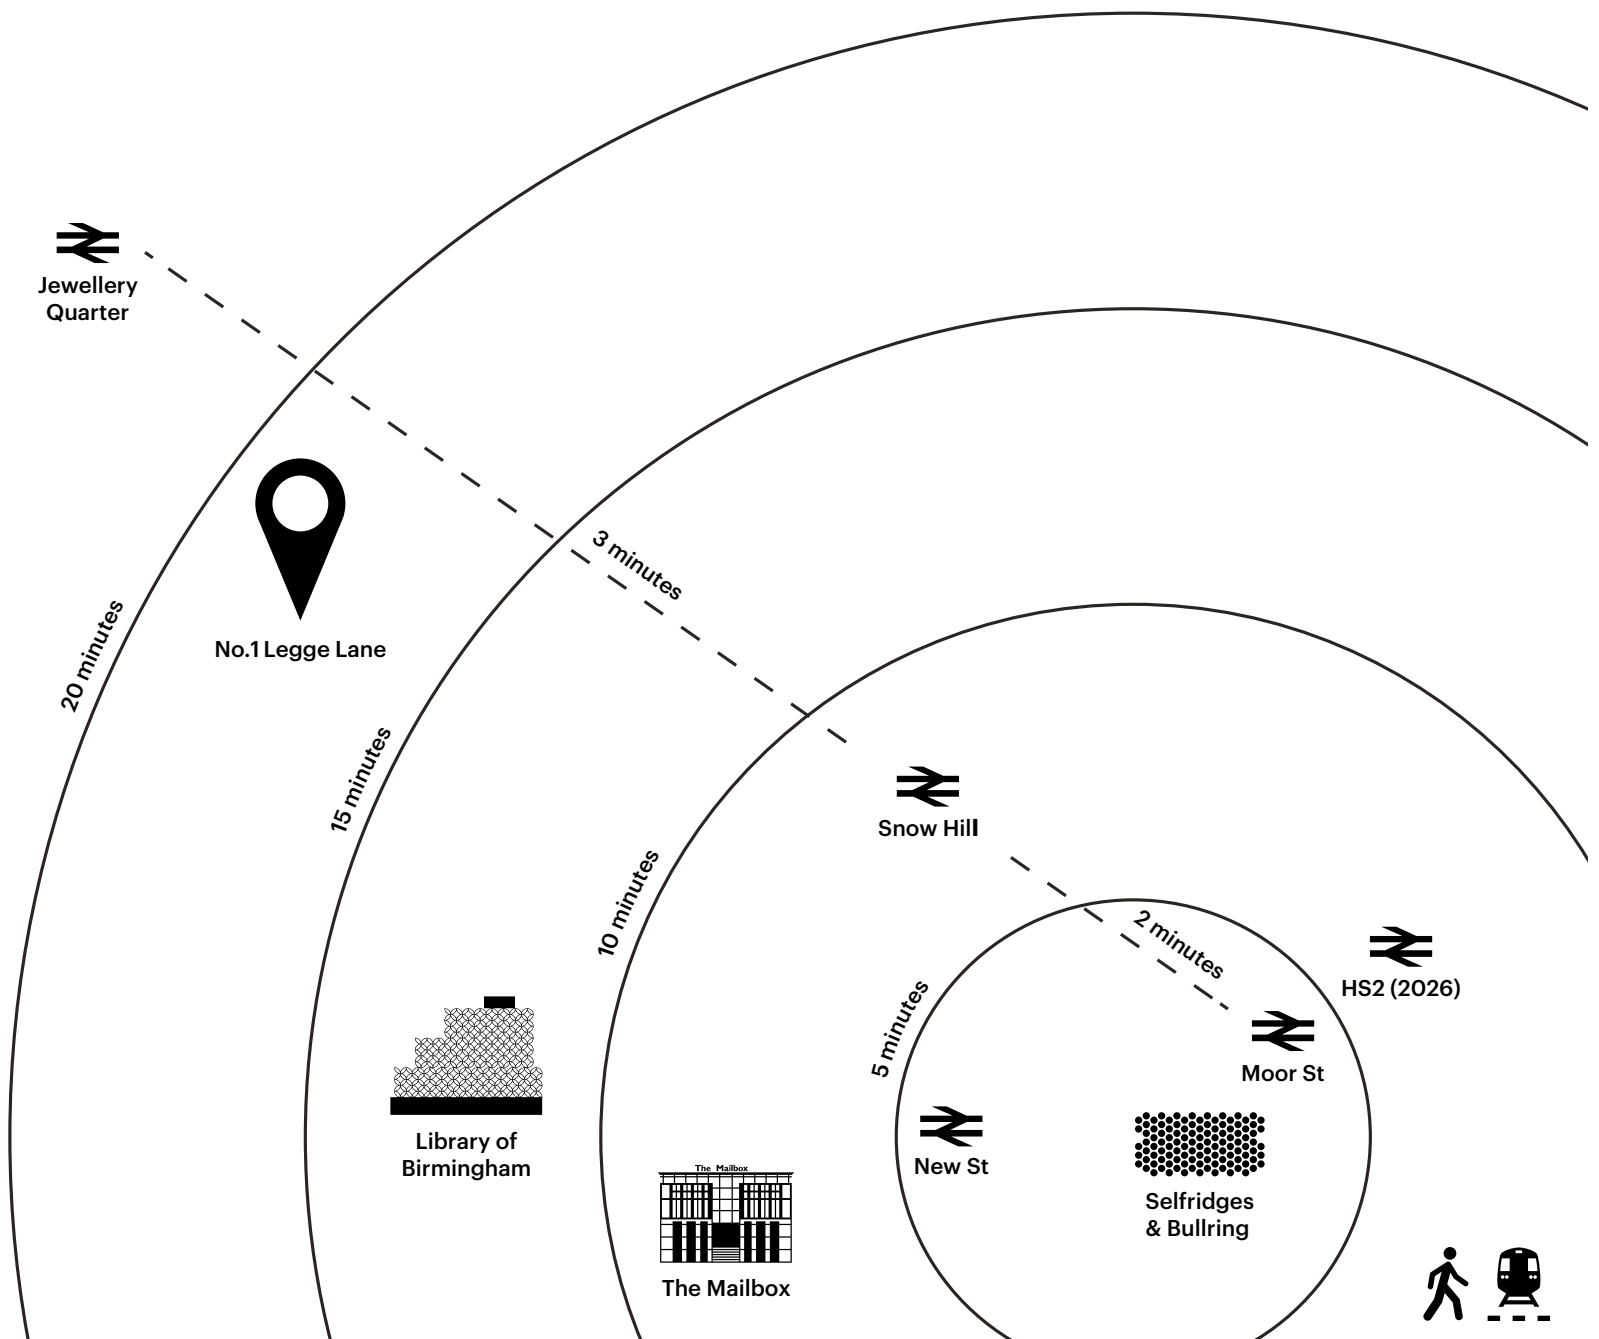 Jewellery
Quarter
3 minutes
No.1 Legge Lane
20 minutes
15 minutes
Snow Hill
10 minutes
2 minutes
HS2 (2026)
5 minutes
Moor St
Library of
Birmingham
New St
The Mailbox
Selfridges
& Bullring
The Mailbox